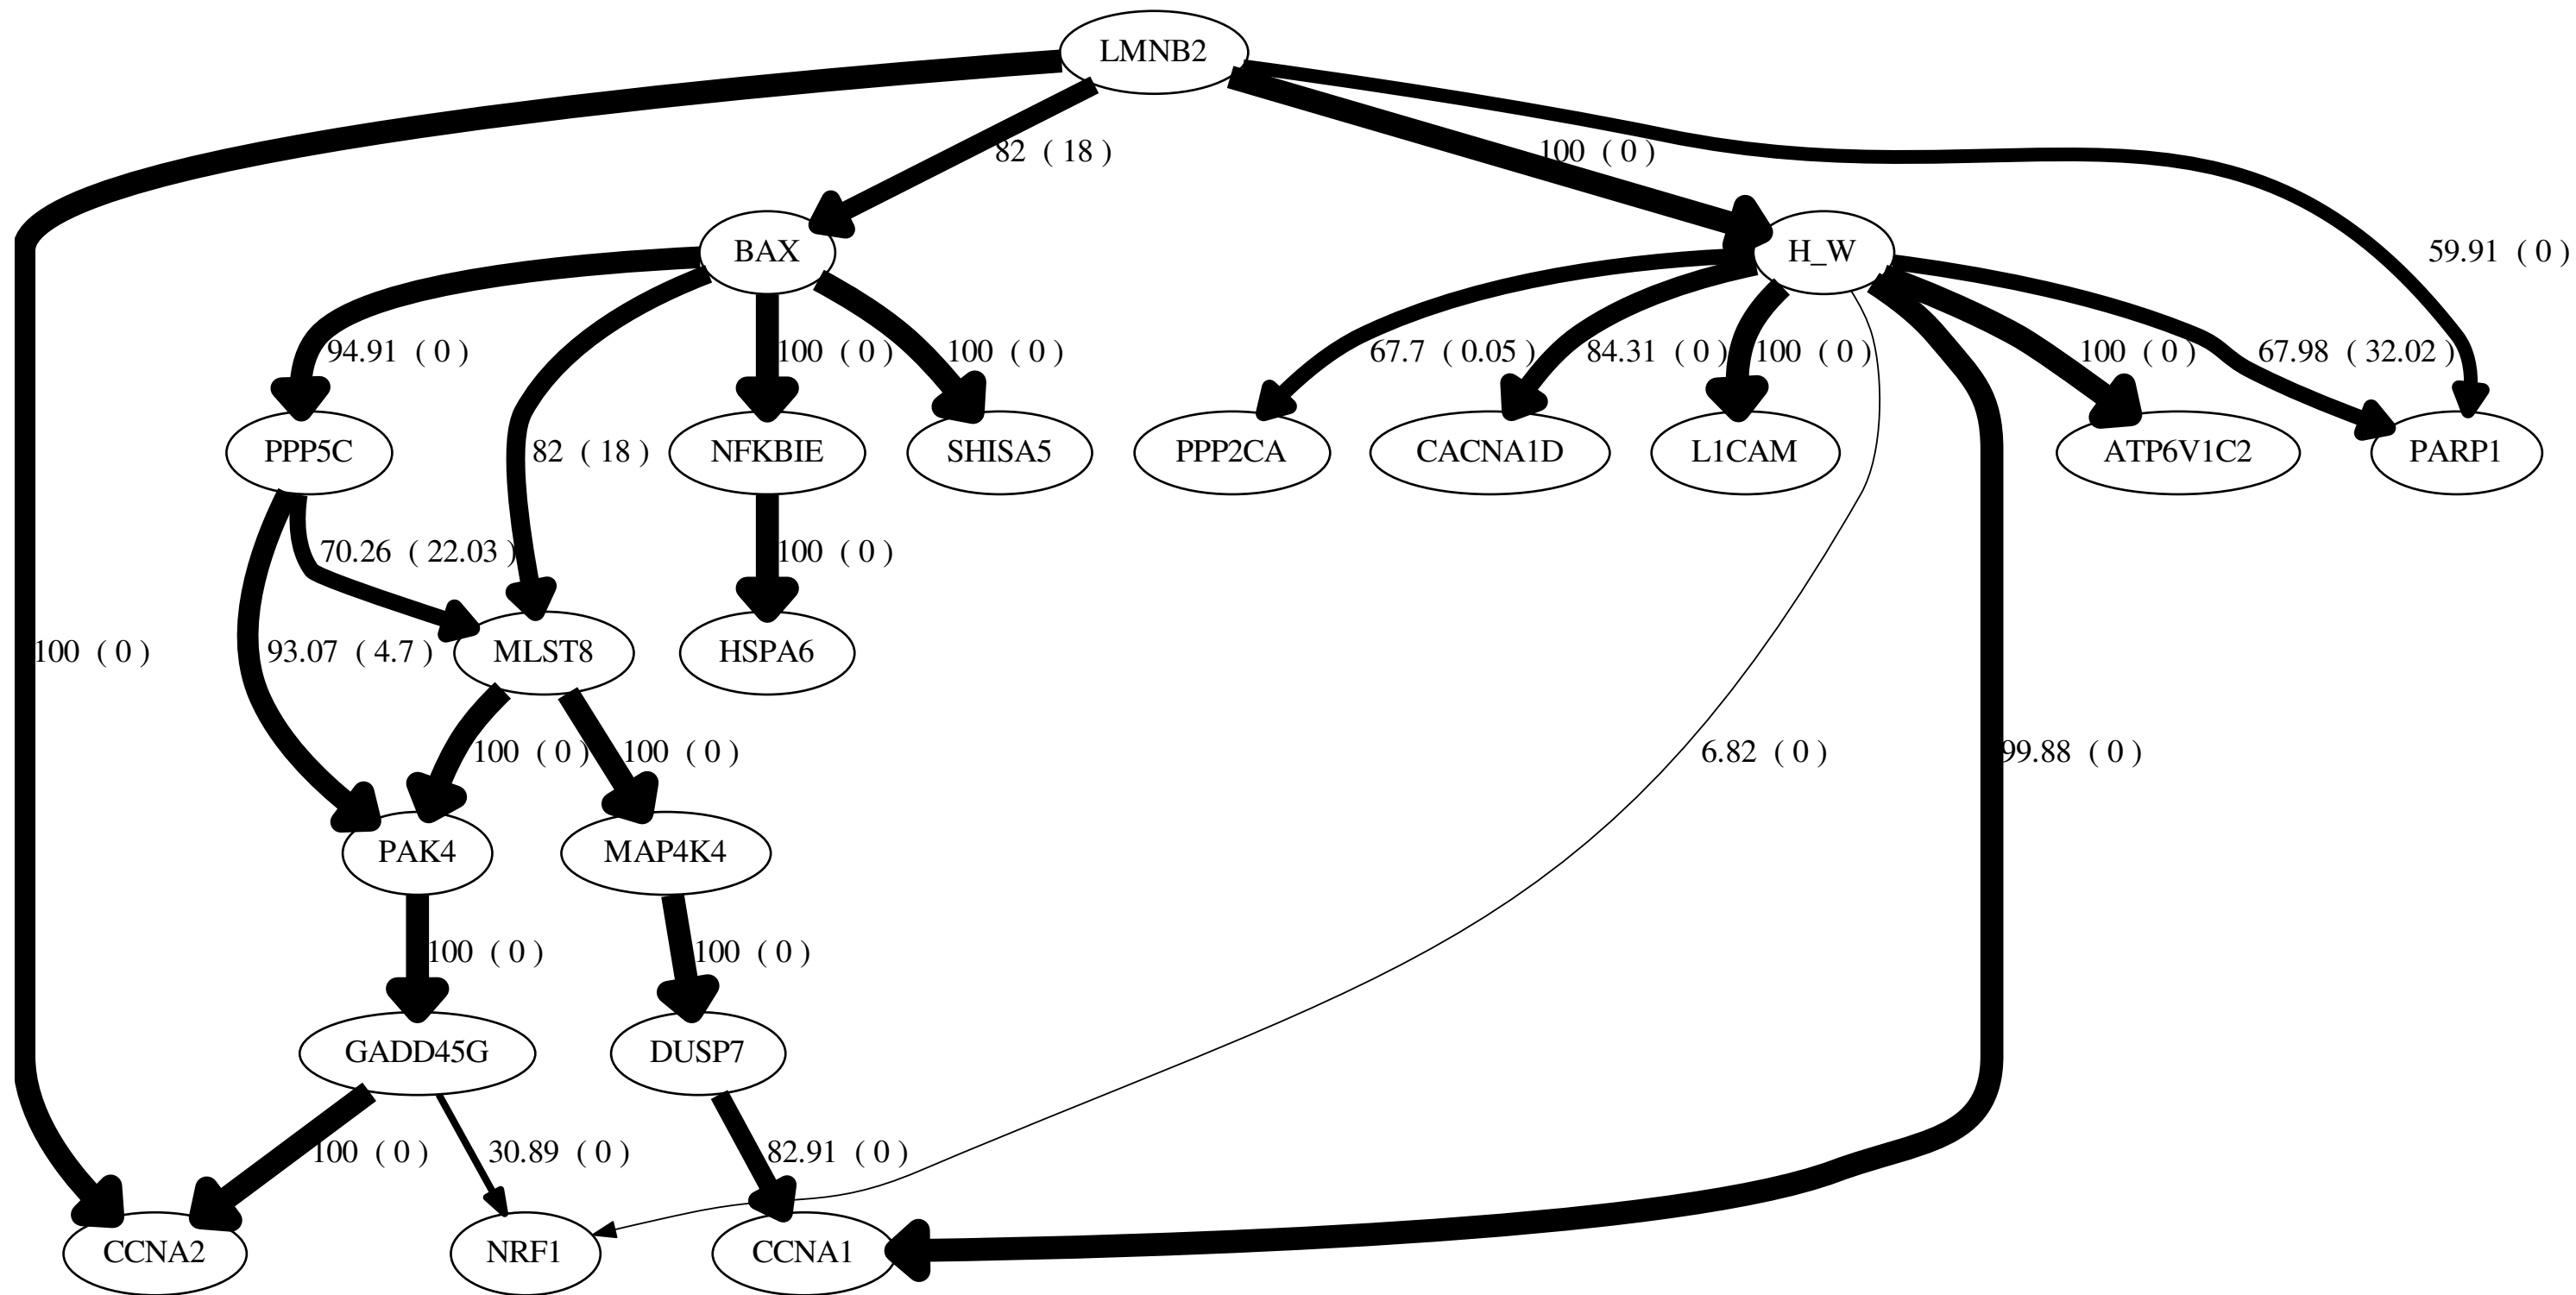 LMNB2
82 ( 18 )
100 ( 0 )
BAX
H_W
59.91 ( 0 )
94.91 ( 0 )
100 ( 0 )
100 ( 0 )
67.7 ( 0.05 )
84.31 ( 0 )
100 ( 0 )
100 ( 0 )
67.98 ( 32.02 )
PPP5C
82 ( 18 )
NFKBIE
SHISA5
PPP2CA
CACNA1D
L1CAM
ATP6V1C2
PARP1
70.26 ( 22.03 )
100 ( 0 )
100 ( 0 )
93.07 ( 4.7 )
MLST8
HSPA6
100 ( 0 )
100 ( 0 )
6.82 ( 0 )
99.88 ( 0 )
PAK4
MAP4K4
100 ( 0 )
100 ( 0 )
GADD45G
DUSP7
100 ( 0 )
30.89 ( 0 )
82.91 ( 0 )
CCNA2
NRF1
CCNA1